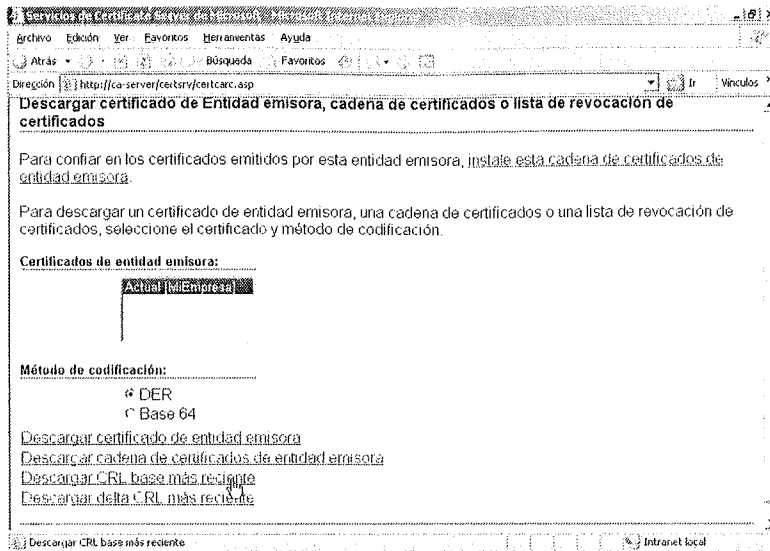 Servicios de Certificate Server de Microsoft - Microsoft Internet Explorer
Archivo Edición Ver Favoritos Herramientas Ayuda
Atrás Búsqueda Favoritos
Dirección http://ca-server/certsrv/certcarc.asp Ir Vínculos
Descargar certificado de Entidad emisora, cadena de certificados o lista de revocación de
certificados
Para confiar en los certificados emitidos por esta entidad emisora, instale esta cadena de certificados de
entidad emisora.
Para descargar un certificado de entidad emisora, una cadena de certificados o una lista de revocación de
certificados, seleccione el certificado y método de codificación.
Certificados de entidad emisora:
Actual [MiEmpresa]
Método de codificación:
DER
Base 64
Descargar certificado de entidad emisora
Descargar cadena de certificados de entidad emisora
Descargar CRL base más reciente
Descargar delta CRL más reciente
Descargar CRL base más reciente Intranet local